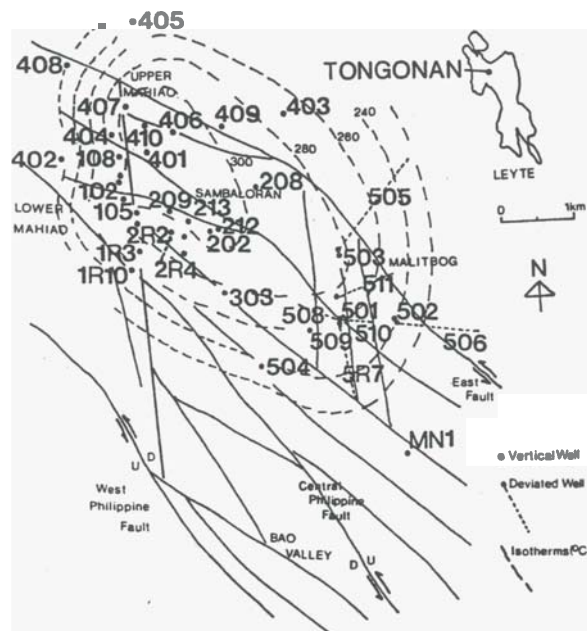 405
408
UPPER
MAHIAO
TONGONAN
407
410
406
409
403
240
404
260
402
108
401
280
LEYTE
300
102
208
SAMBALORAN
505
209
213
LOWER
MAHIAO
105
0
1km
2R2
212
202
503
MALITBOG
1R3
2R4
511
N
1R10
303
501
502
508
510
506
509
504
5R7
East
Fault
MN1
Vertical Well
U
D
West
Philippine
Fault
Central
Philippine
Fault
Deviated Well
BAO
VALLEY
Isotherms/°C
D
U